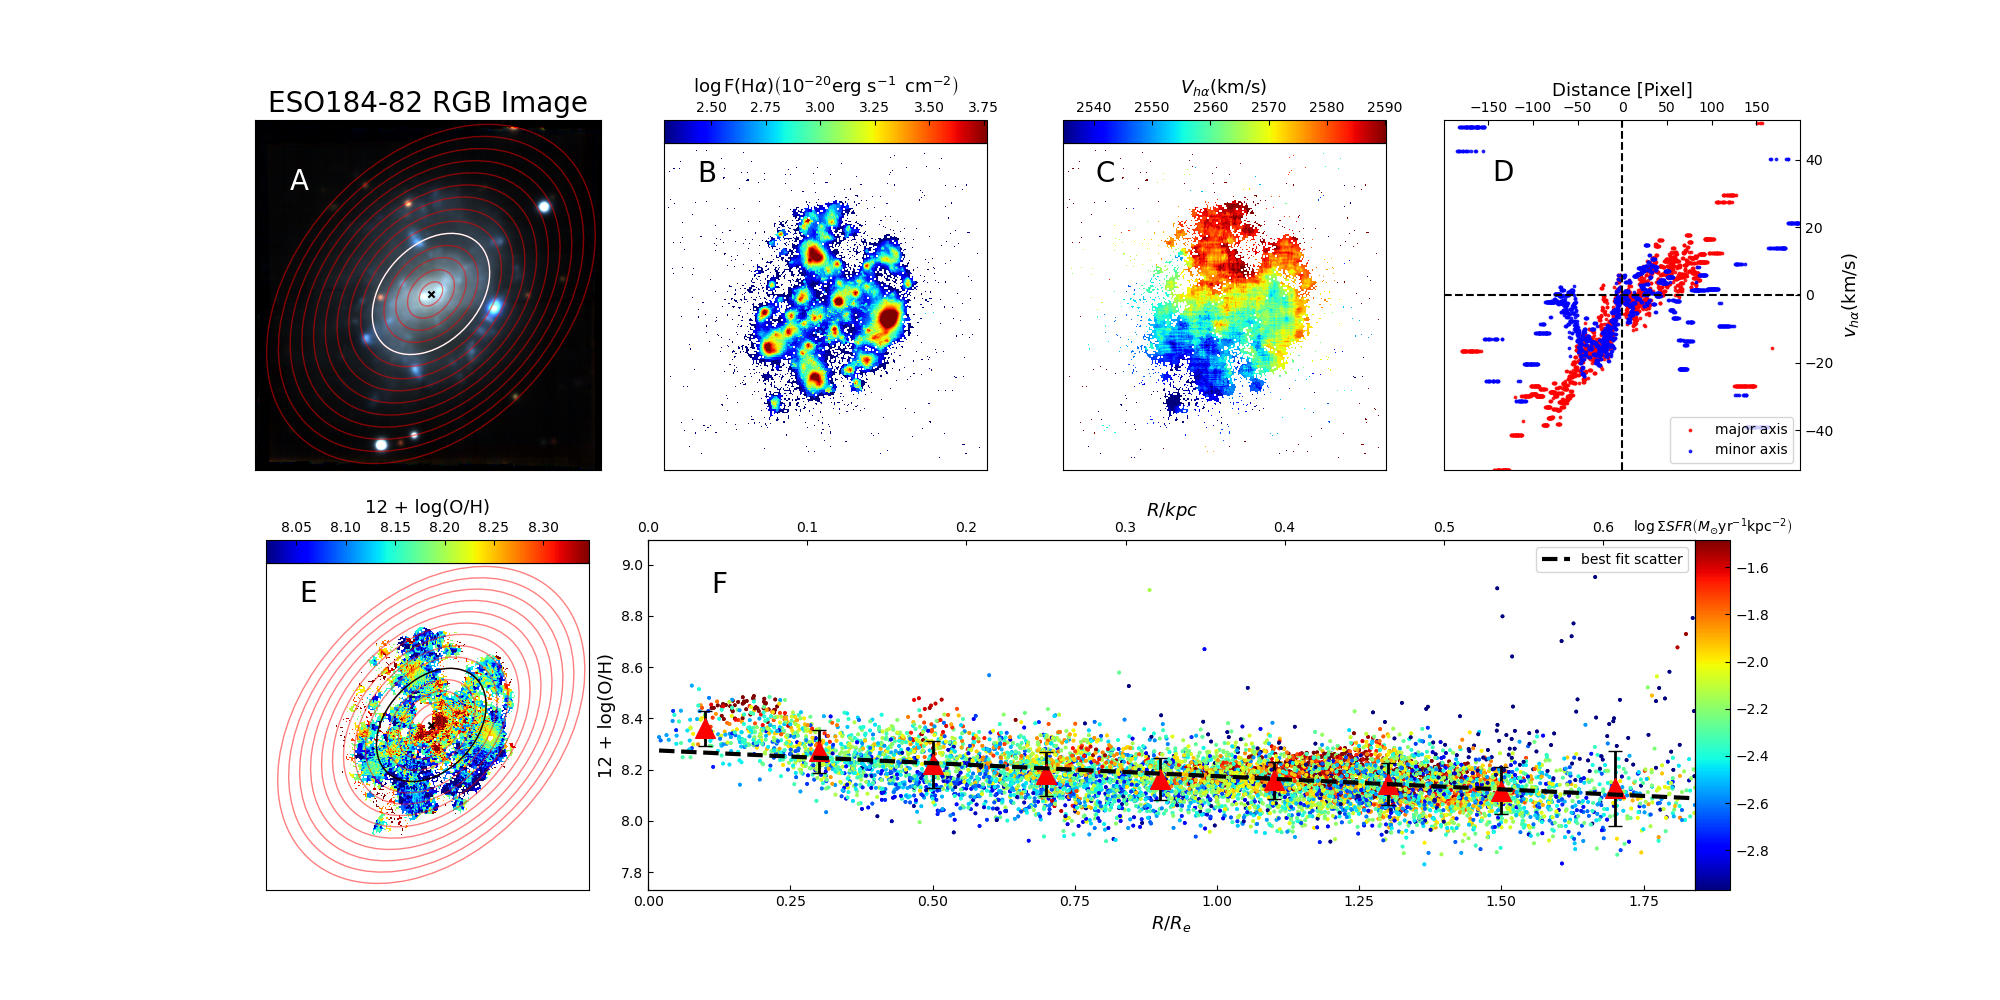 ESO184-82 RGB Image
A
log F(Hα)(10⁻²⁰erg s⁻¹ cm⁻²)
2.50 2.75 3.00 3.25 3.50 3.75
B
V_hα(km/s)
2540 2550 2560 2570 2580 2590
C
Distance [Pixel]
−150 −100 −50 0 50 100 150
D
40
20
0
−20
−40
v_hα(km/s)
major axis
minor axis
12 + log(O/H)
8.05 8.10 8.15 8.20 8.25 8.30
E
R/kpc
0.0 0.1 0.2 0.3 0.4 0.5 0.6
log ΣSFR(M⊙yr⁻¹kpc⁻²)
F
best fit scatter
12 + log(O/H)
9.0
8.8
8.6
8.4
8.2
8.0
7.8
0.00 0.25 0.50 0.75 1.00 1.25 1.50 1.75
R/Rₑ
−1.6
−1.8
−2.0
−2.2
−2.4
−2.6
−2.8